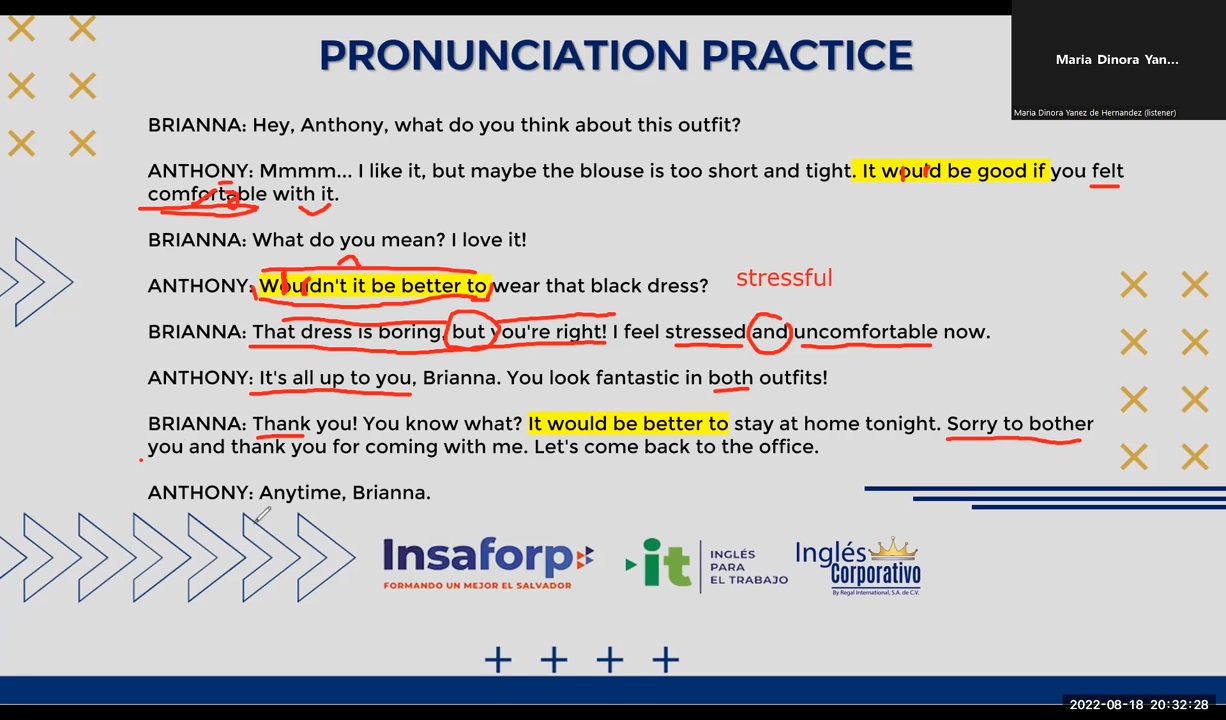 PRONUNCIATION PRACTICE
Maria Dinora Yan...
Maria Dinora Yanez de Hernandez (listener)
BRIANNA: Hey, Anthony, what do you think about this outfit?
ANTHONY: Mmmm... I like it, but maybe the blouse is too short and tight. It would be good if you felt
comfortable with it.
BRIANNA: What do you mean? I love it!
ANTHONY: Wouldn't it be better to wear that black dress?
stressful
BRIANNA: That dress is boring, but you're right! I feel stressed and uncomfortable now.
ANTHONY: It's all up to you, Brianna. You look fantastic in both outfits!
BRIANNA: Thank you! You know what? It would be better to stay at home tonight. Sorry to bother
you and thank you for coming with me. Let's come back to the office.
ANTHONY: Anytime, Brianna.
Insaforp
FORMANDO UN MEJOR EL SALVADOR
it
INGLÉS
PARA
EL TRABAJO
Inglés
Corporativo
By Regal International, S.A. de C.V.
2022-08-18 20:32:28